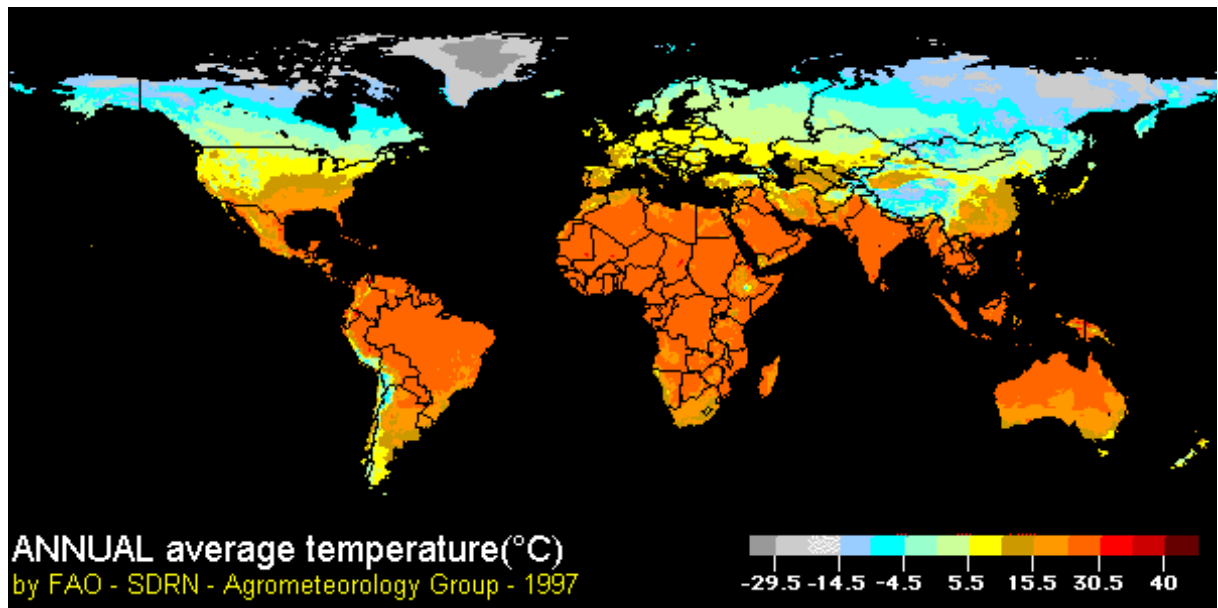 ANNUAL average temperature(°C)
by FAO - SDRN - Agrometeorology Group - 1997
-29.5 -14.5 -4.5 5.5 15.5 30.5 40